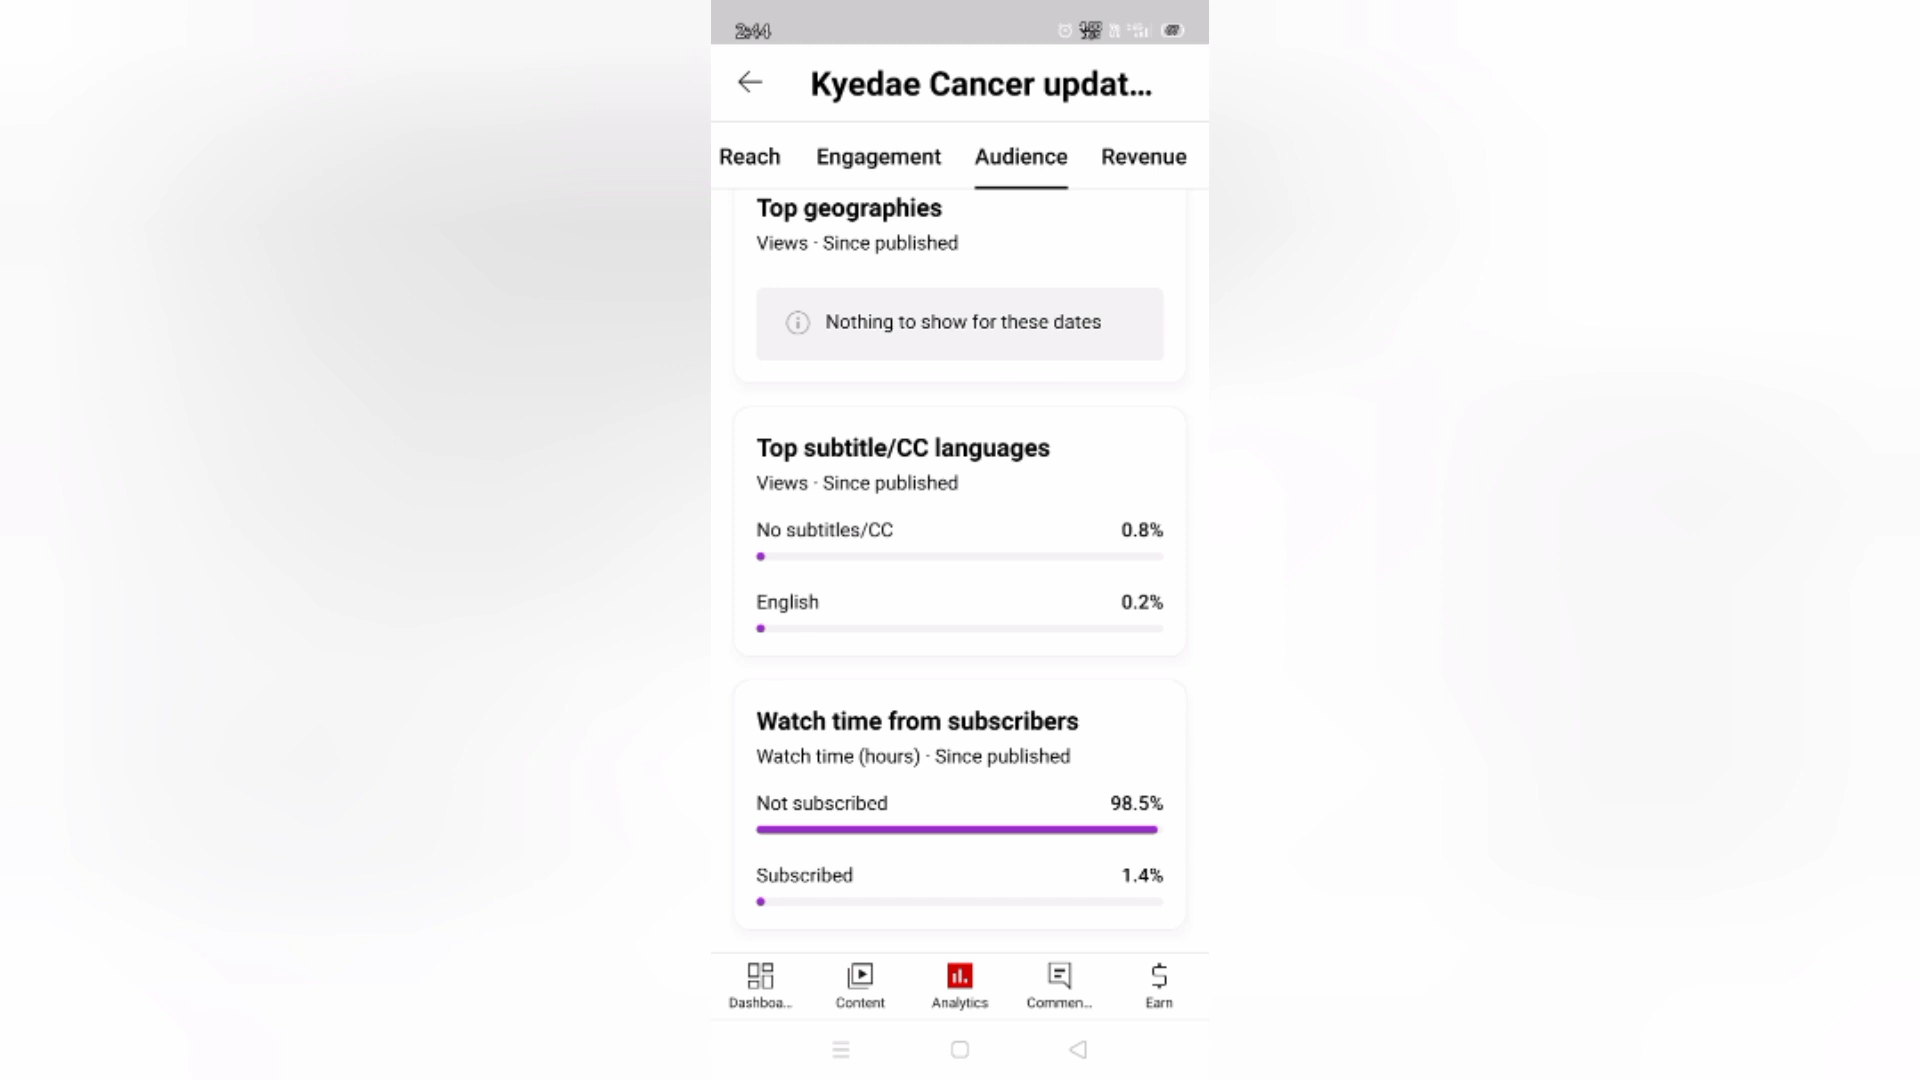 2:44
Kyedae Cancer updat...
Reach Engagement Audience Revenue
Top geographies
Views · Since published
Nothing to show for these dates
Top subtitle/CC languages
Views · Since published
No subtitles/CC 0.8%
English 0.2%
Watch time from subscribers
Watch time (hours) · Since published
Not subscribed 98.5%
Subscribed 1.4%
Dashboa... Content Analytics Commen... Earn